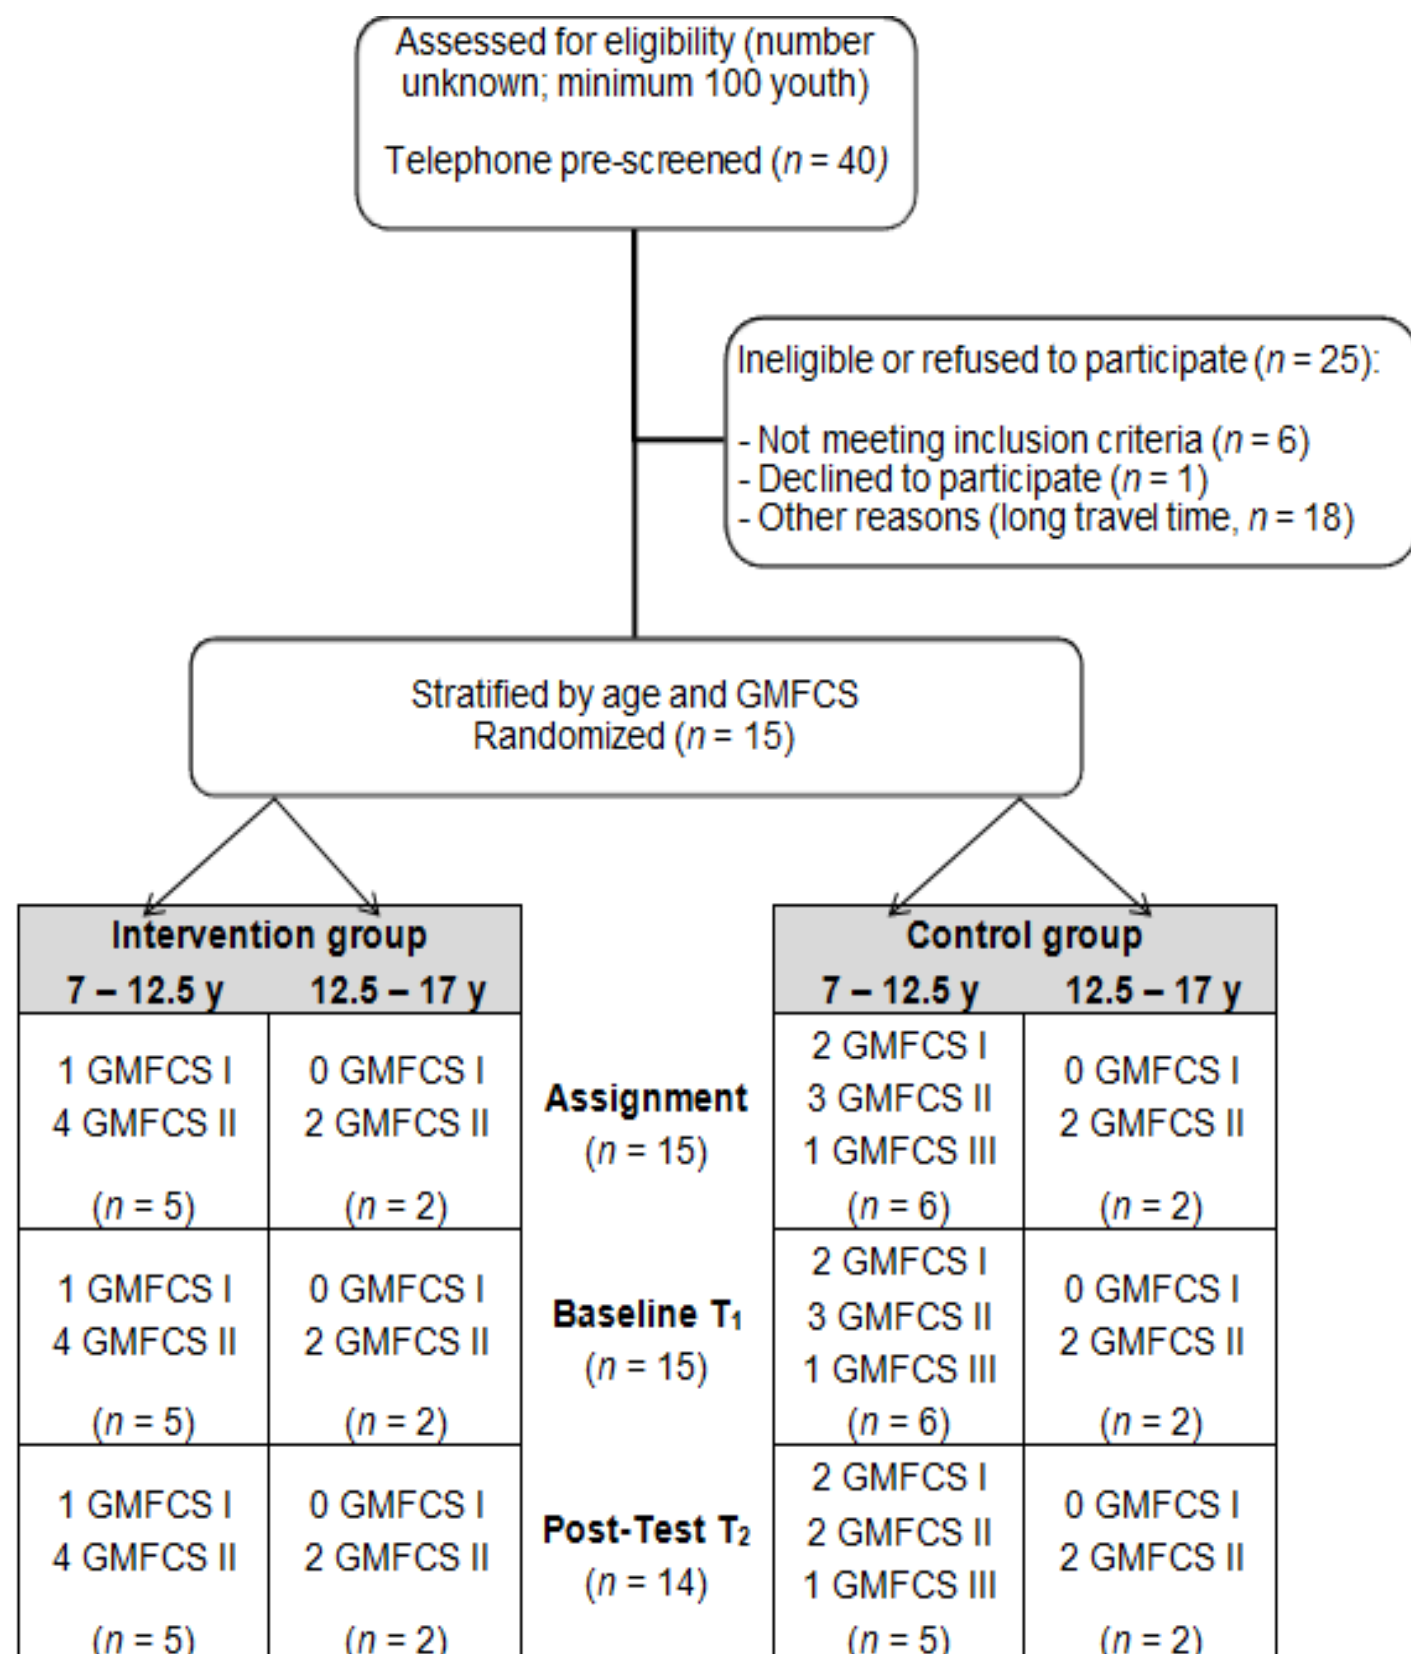 Assessed for eligibility (number
unknown; minimum 100 youth)
Telephone pre-screened (n = 40)
Ineligible or refused to participate (n = 25):
- Not meeting inclusion criteria (n = 6)
- Declined to participate (n = 1)
- Other reasons (long travel time, n = 18)
Stratified by age and GMFCS
Randomized (n = 15)
Intervention group
7 – 12.5 y
12.5 – 17 y
Control group
7 – 12.5 y
12.5 – 17 y
1 GMFCS I
4 GMFCS II
(n = 5)
0 GMFCS I
2 GMFCS II
(n = 2)
Assignment
(n = 15)
2 GMFCS I
3 GMFCS II
1 GMFCS III
(n = 6)
0 GMFCS I
2 GMFCS II
(n = 2)
1 GMFCS I
4 GMFCS II
(n = 5)
0 GMFCS I
2 GMFCS II
(n = 2)
Baseline T₁
(n = 15)
2 GMFCS I
3 GMFCS II
1 GMFCS III
(n = 6)
0 GMFCS I
2 GMFCS II
(n = 2)
1 GMFCS I
4 GMFCS II
(n = 5)
0 GMFCS I
2 GMFCS II
(n = 2)
Post-Test T₂
(n = 14)
2 GMFCS I
2 GMFCS II
1 GMFCS III
(n = 5)
0 GMFCS I
2 GMFCS II
(n = 2)